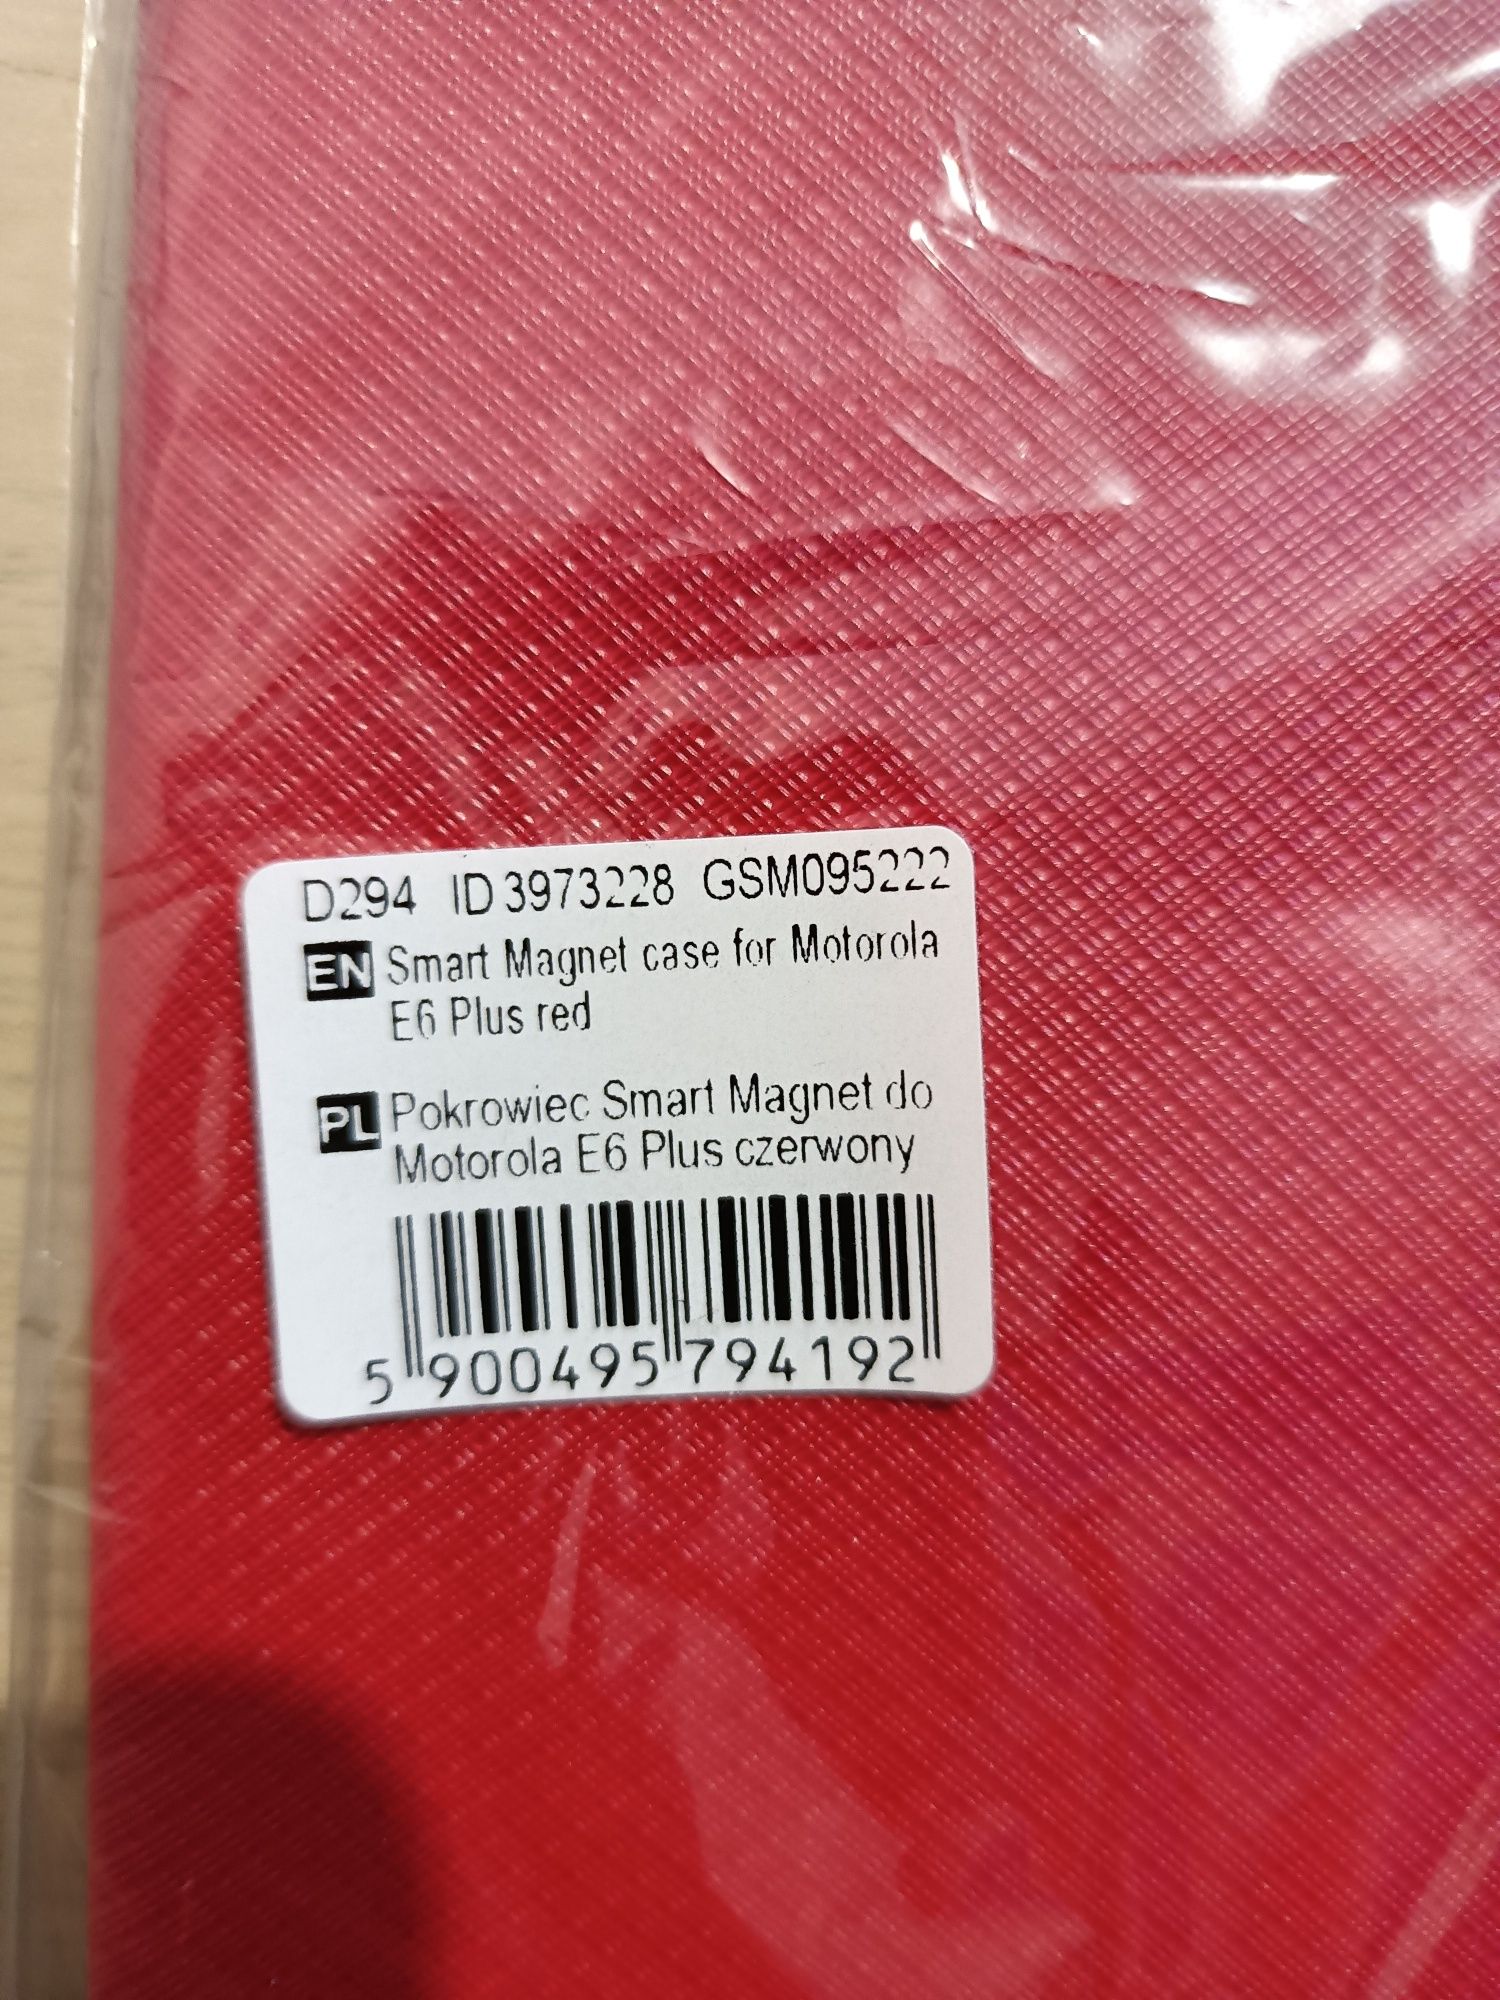 D294 ID 3973228 GSM095222
EN Smart Magnet case for Motorola
E6 Plus red
PL Pokrowiec Smart Magnet do
Motorola E6 Plus czerwony
5 900495 794192